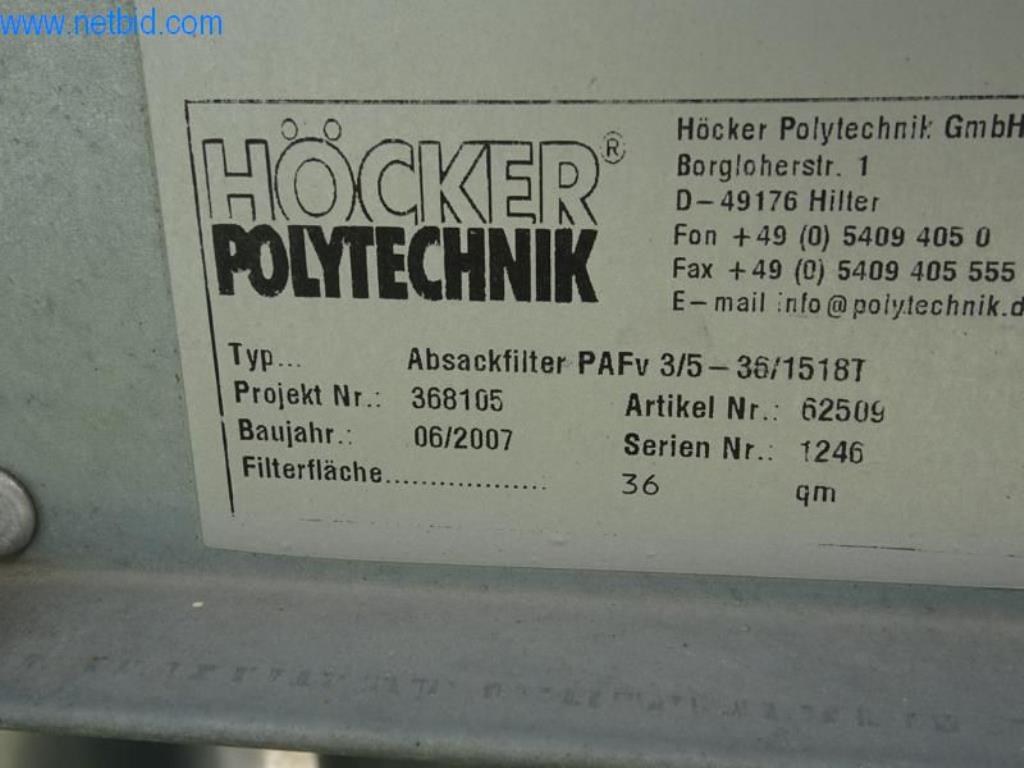 www.netbid.com
HÖCKER®
POLYTECHNIK
Höcker Polytechnik GmbH
Borgloherstr. 1
D-49176 Hilter
Fon +49 (0) 5409 405 0
Fax +49 (0) 5409 405 555
E-mail info@polytechnik.d
Typ... Absackfilter PAFv 3/5-36/1518T
Projekt Nr.: 368105 Artikel Nr.: 62509
Baujahr.: 06/2007 Serien Nr.: 1246
Filterfläche.................. 36 qm